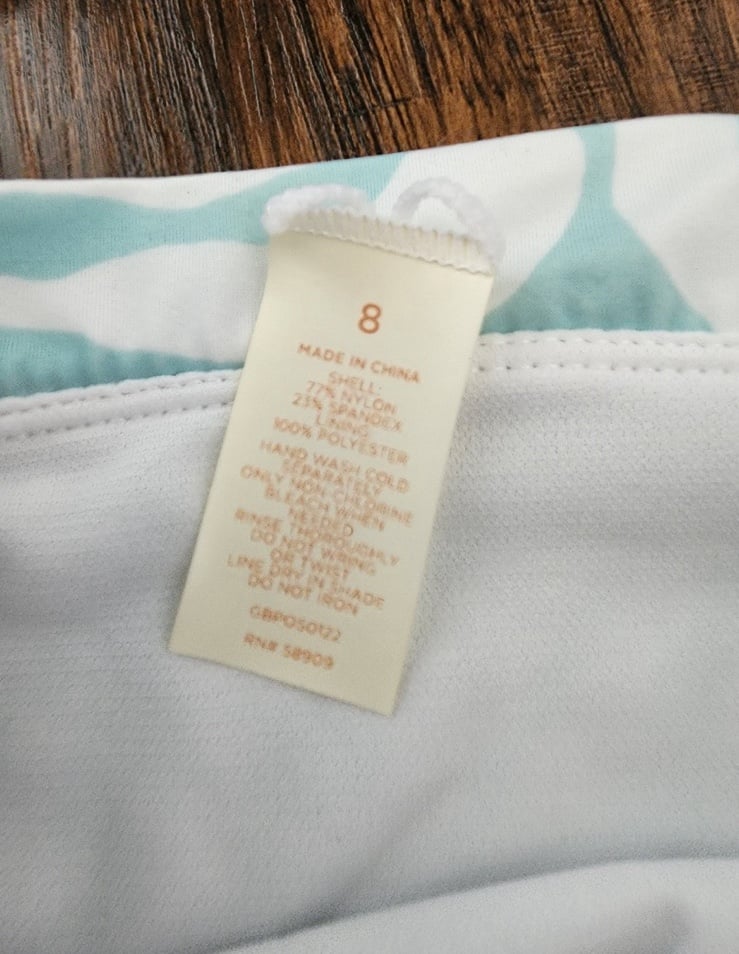 8
MADE IN CHINA
SHELL:
77% NYLON
23% SPANDEX
LINING:
100% POLYESTER
HAND WASH COLD
SEPARATELY
ONLY NON-CHLORINE
BLEACH WHEN
NEEDED
RINSE THOROUGHLY
DO NOT WRING
OR TWIST
LINE DRY IN SHADE
DO NOT IRON
GBPOS0122
RN# 58909